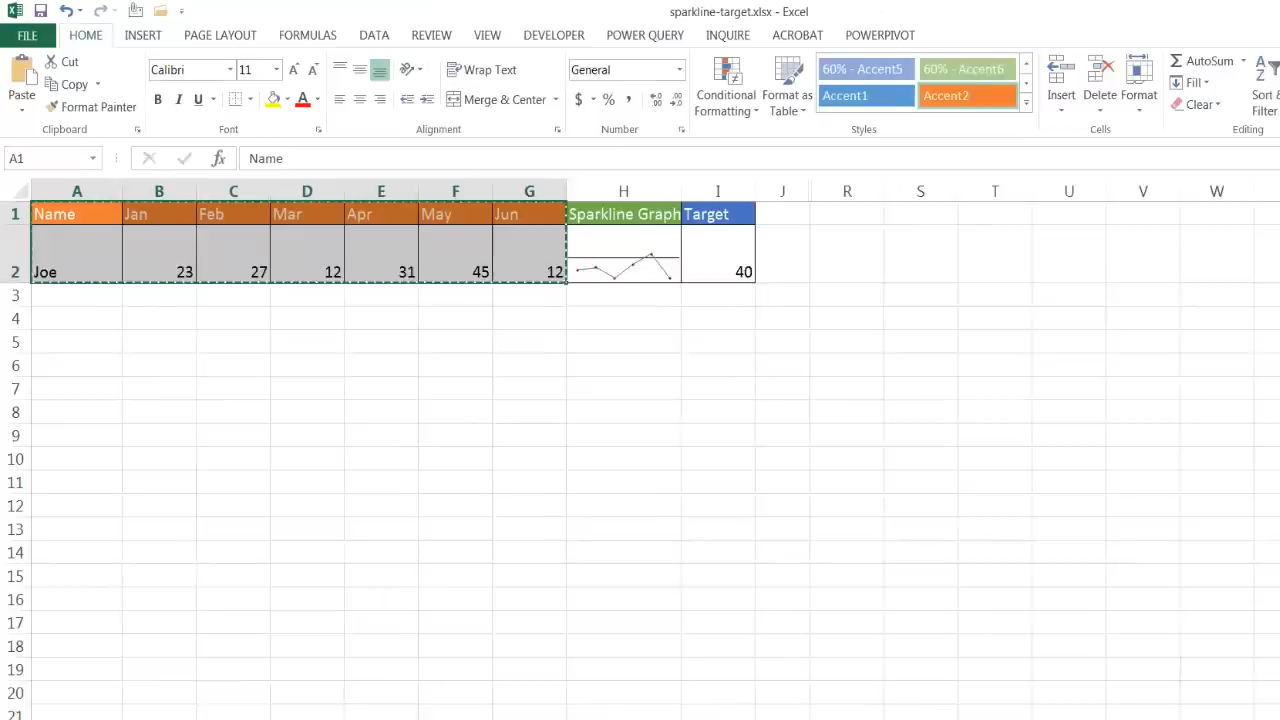 sparkline-target.xlsx - Excel
FILE HOME INSERT PAGE LAYOUT FORMULAS DATA REVIEW VIEW DEVELOPER POWER QUERY INQUIRE ACROBAT POWERPIVOT
Paste
Cut
Copy
Format Painter
Clipboard
Calibri 11
B I U
A
Font
Wrap Text
Merge & Center
Alignment
General
$ % ,
Number
Conditional
Formatting
Format as
Table
60% - Accent5 60% - Accent6
Accent1 Accent2
Styles
Insert Delete Format
Cells
AutoSum
Fill
Clear
Sort &
Filter
Editing
A1 fx Name
A B C D E F G H I J R S T U V W
1 Name Jan Feb Mar Apr May Jun Sparkline Graph Target
2 Joe 23 27 12 31 45 12 40
3
4
5
6
7
8
9
10
11
12
13
14
15
16
17
18
19
20
21